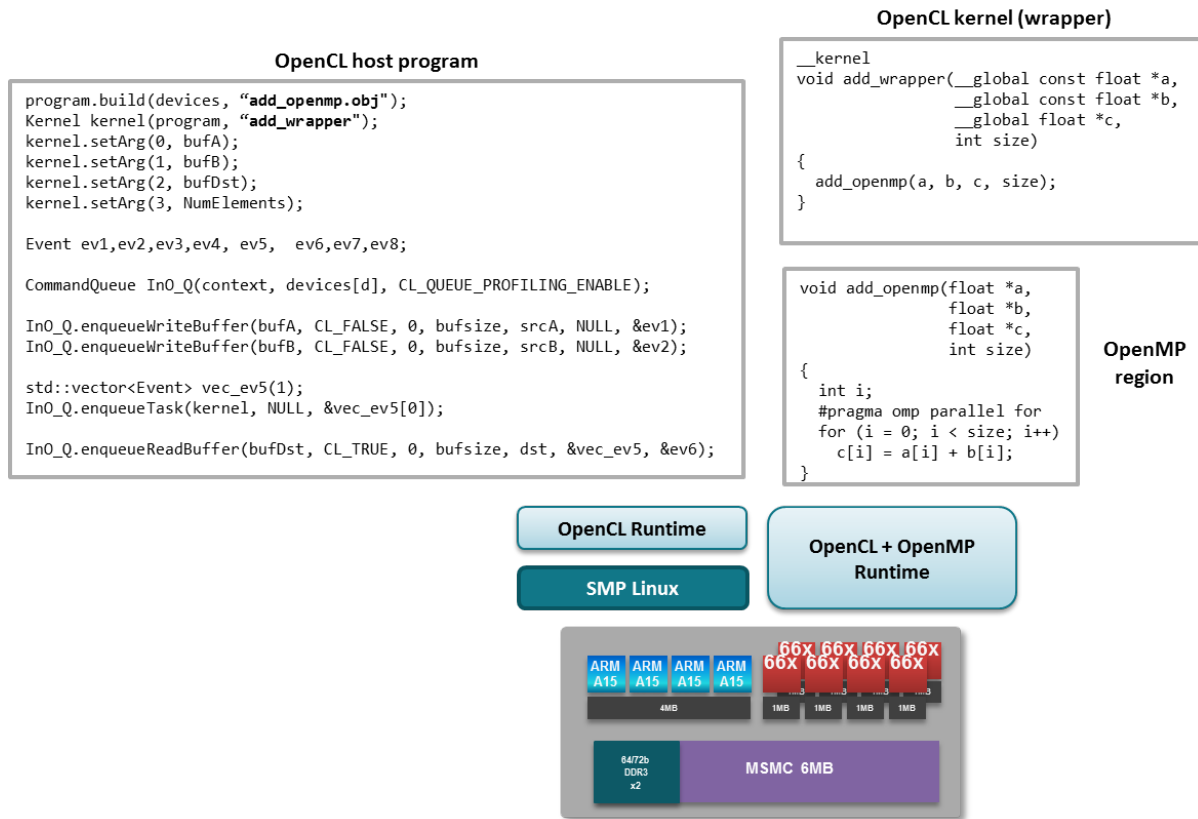 OpenCL host program
program.build(devices, “add_openmp.obj");
Kernel kernel(program, “add_wrapper");
kernel.setArg(0, bufA);
kernel.setArg(1, bufB);
kernel.setArg(2, bufDst);
kernel.setArg(3, NumElements);
Event ev1,ev2,ev3,ev4, ev5,  ev6,ev7,ev8;
CommandQueue InO_Q(context, devices[d], CL_QUEUE_PROFILING_ENABLE);
InO_Q.enqueueWriteBuffer(bufA, CL_FALSE, 0, bufsize, srcA, NULL, &ev1);
InO_Q.enqueueWriteBuffer(bufB, CL_FALSE, 0, bufsize, srcB, NULL, &ev2);
std::vector<Event> vec_ev5(1);
InO_Q.enqueueTask(kernel, NULL, &vec_ev5[0]);
InO_Q.enqueueReadBuffer(bufDst, CL_TRUE, 0, bufsize, dst, &vec_ev5, &ev6);
OpenCL kernel (wrapper)
__kernel
void add_wrapper(__global const float *a,
__global const float *b,
__global float *c,
int size)
{
add_openmp(a, b, c, size);
}
void add_openmp(float *a,
float *b,
float *c,
int size)
{
int i;
#pragma omp parallel for
for (i = 0; i < size; i++)
c[i] = a[i] + b[i];
}
OpenMP
region
OpenCL Runtime
SMP Linux
OpenCL + OpenMP
Runtime
66x 66x 66x 66x
ARM A15 ARM A15 ARM A15 ARM A15
66x 66x 66x 66x
4MB
1MB 1MB 1MB 1MB
64/72b
DDR3
x2
MSMC 6MB